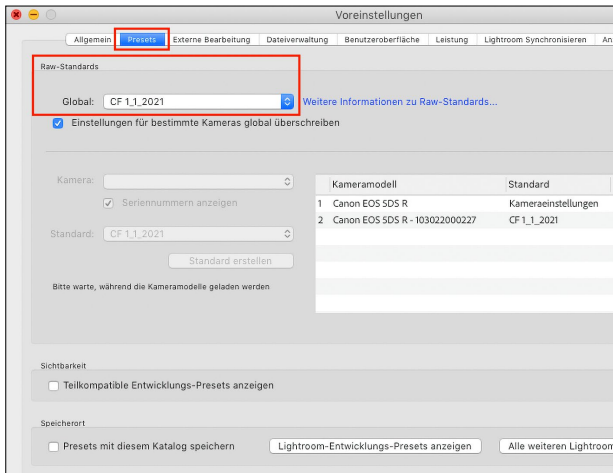 Voreinstellungen
Allgemein Presets Externe Bearbeitung Dateiverwaltung Benutzeroberfläche Leistung Lightroom Synchronisieren An
Raw-Standards
Global: CF 1_1_2021 Weitere Informationen zu Raw-Standards...
Einstellungen für bestimmte Kameras global überschreiben
Kamera:
Kameramodell Standard
Seriennummern anzeigen
1 Canon EOS 5DS R Kameraeinstellungen
2 Canon EOS 5DS R - 103022000227 CF 1_1_2021
Standard: CF 1_1_2021
Standard erstellen
Bitte warte, während die Kameramodelle geladen werden
Sichtbarkeit
Teilkompatible Entwicklungs-Presets anzeigen
Speicherort
Presets mit diesem Katalog speichern Lightroom-Entwicklungs-Presets anzeigen Alle weiteren Lightroom